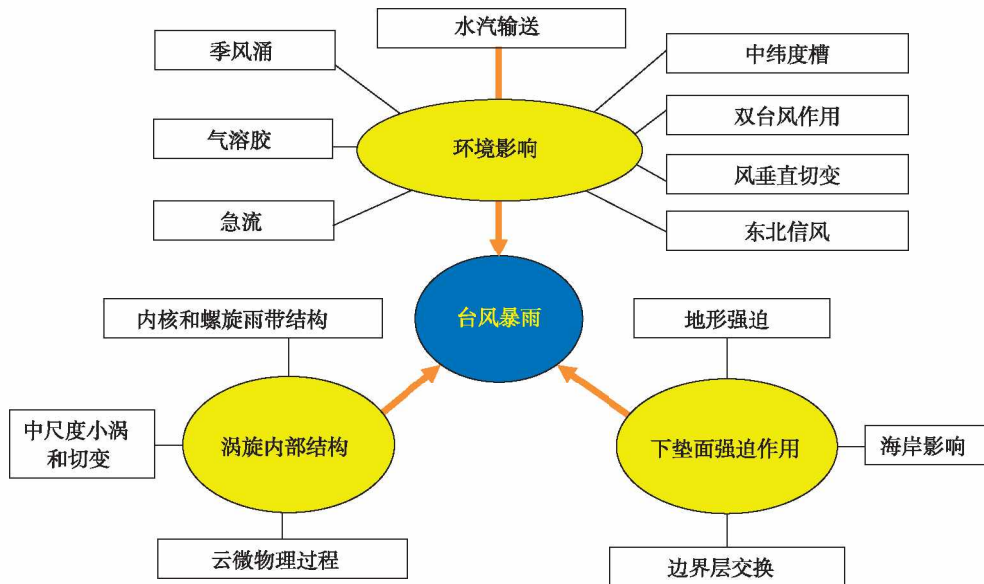 水汽输送
季风涌
中纬度槽
双台风作用
气溶胶
环境影响
风垂直切变
急流
东北信风
内核和螺旋雨带结构
台风暴雨
地形强迫
中尺度小涡
和切变
涡旋内部结构
下垫面强迫作用
海岸影响
云微物理过程
边界层交换